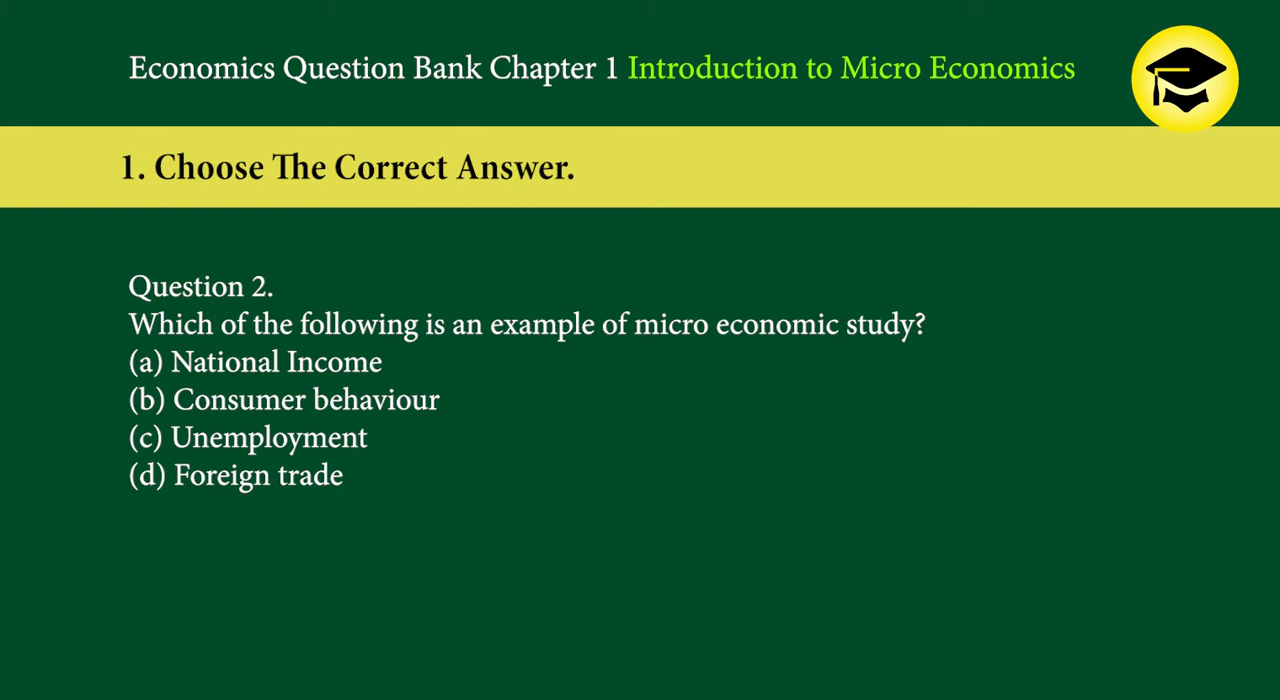 Economics Question Bank Chapter 1 Introduction to Micro Economics
1. Choose The Correct Answer.
Question 2.
Which of the following is an example of micro economic study?
(a) National Income
(b) Consumer behaviour
(c) Unemployment
(d) Foreign trade